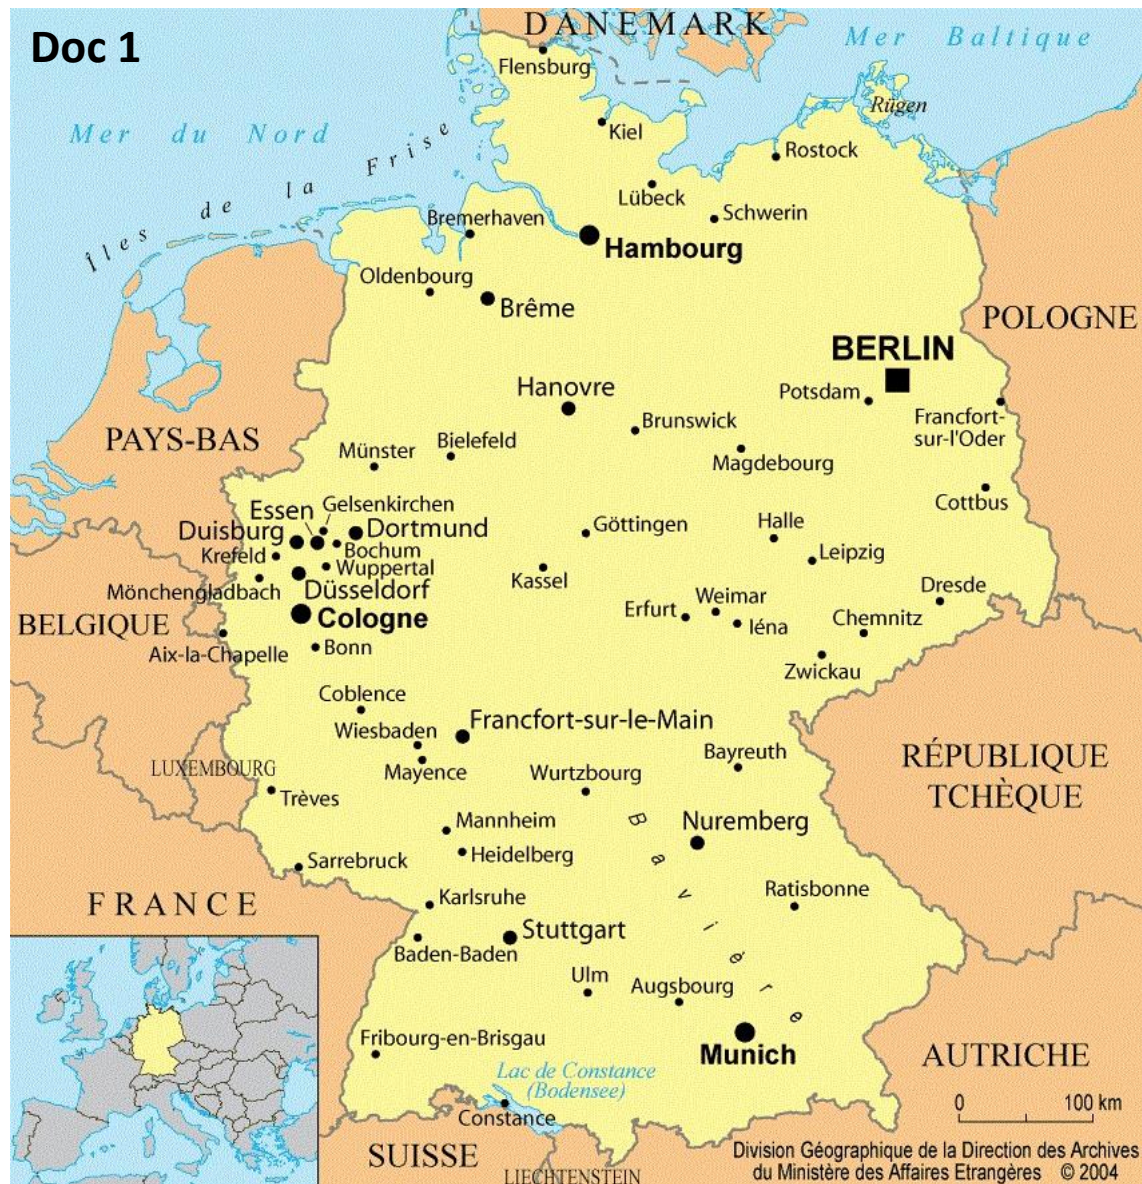 Doc 1
DANEMARK
Mer Baltique
Flensburg
Rügen
Mer du Nord
Kiel
Rostock
Îles de la Frise
Lübeck
Schwerin
Bremerhaven
Hambourg
Oldenbourg
Brême
POLOGNE
BERLIN
Hanovre
Potsdam
Francfort-
sur-l'Oder
Brunswick
PAYS-BAS
Bielefeld
Münster
Magdebourg
Cottbus
Gelsenkirchen
Essen
Duisburg
Dortmund
Göttingen
Halle
Bochum
Krefeld
Leipzig
Wuppertal
Kassel
Mönchengladbach
Düsseldorf
Dresde
Weimar
Erfurt
Cologne
BELGIQUE
Iéna
Chemnitz
Aix-la-Chapelle
Bonn
Zwickau
Coblence
Francfort-sur-le-Main
Wiesbaden
Bayreuth
RÉPUBLIQUE
TCHÈQUE
LUXEMBOURG
Mayence
Wurtzbourg
Trèves
Mannheim
Nuremberg
Bavière
Heidelberg
Sarrebruck
Ratisbonne
Karlsruhe
FRANCE
Stuttgart
Baden-Baden
Ulm
Augsbourg
Fribourg-en-Brisgau
Munich
AUTRICHE
Lac de Constance
(Bodensee)
Constance
0 100 km
SUISSE
LIECHTENSTEIN
Division Géographique de la Direction des Archives
du Ministère des Affaires Etrangères © 2004